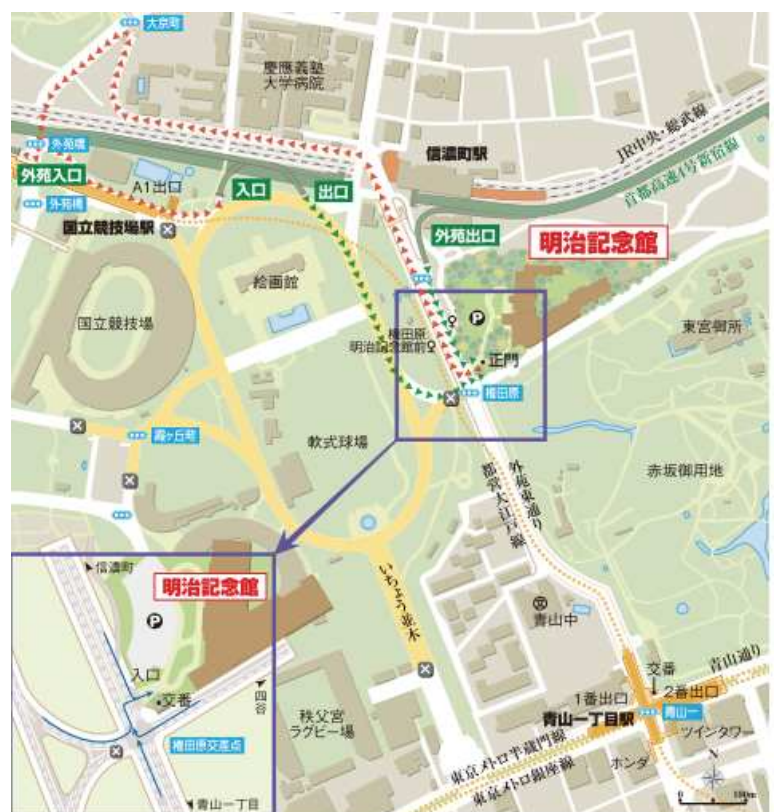 大京町
慶應義塾
大学病院
外苑橋
外苑入口
外苑橋
A1出口
国立競技場駅
入口
出口
信濃町駅
JR中央・総武線
首都高速4号新宿線
外苑出口
明治記念館
絵画館
国立競技場
権田原
明治記念館前
P
正門
権田原
東宮御所
霞ヶ丘町
軟式球場
赤坂御用地
外苑東通り
都営大江戸線
いちょう並木
青山中
秩父宮
ラグビー場
交番
青山通り
1番出口
2番出口
青山一丁目駅
青山一
ツインタワー
ホンダ
東京メトロ半蔵門線
東京メトロ銀座線
N
0
100m
信濃町
明治記念館
P
入口
交番
四谷
権田原交差点
青山一丁目